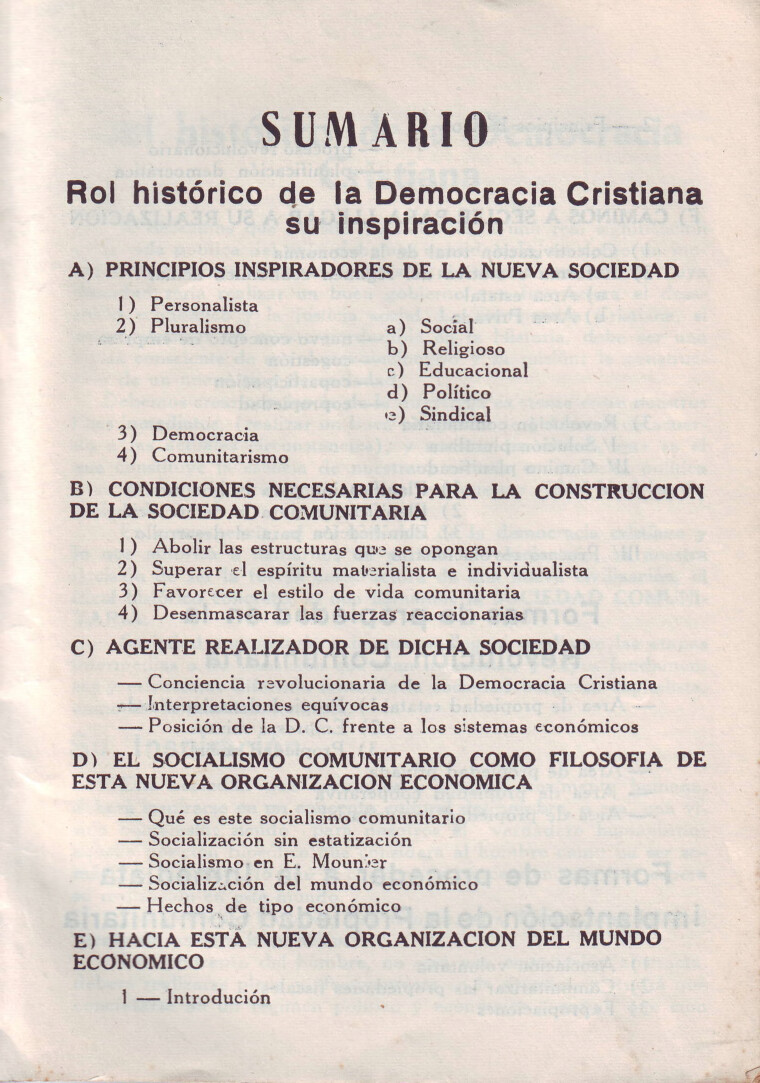 SUMARIO
Rol histórico de la Democracia Cristiana
su inspiración
A) PRINCIPIOS INSPIRADORES DE LA NUEVA SOCIEDAD
1) Personalista
2) Pluralismo
a) Social
b) Religioso
c) Educacional
d) Político
e) Sindical
3) Democracia
4) Comunitarismo
B) CONDICIONES NECESARIAS PARA LA CONSTRUCCION
DE LA SOCIEDAD COMUNITARIA
1) Abolir las estructuras que se opongan
2) Superar el espíritu materialista e individualista
3) Favorecer el estilo de vida comunitaria
4) Desenmascarar las fuerzas reaccionarias
C) AGENTE REALIZADOR DE DICHA SOCIEDAD
— Conciencia revolucionaria de la Democracia Cristiana
— Interpretaciones equívocas
— Posición de la D. C. frente a los sistemas económicos
D) EL SOCIALISMO COMUNITARIO COMO FILOSOFIA DE
ESTA NUEVA ORGANIZACION ECONOMICA
— Qué es este socialismo comunitario
— Socialización sin estatización
— Socialismo en E. Mounier
— Socialización del mundo económico
— Hechos de tipo económico
E) HACIA ESTA NUEVA ORGANIZACION DEL MUNDO
ECONOMICO
1 — Introdución